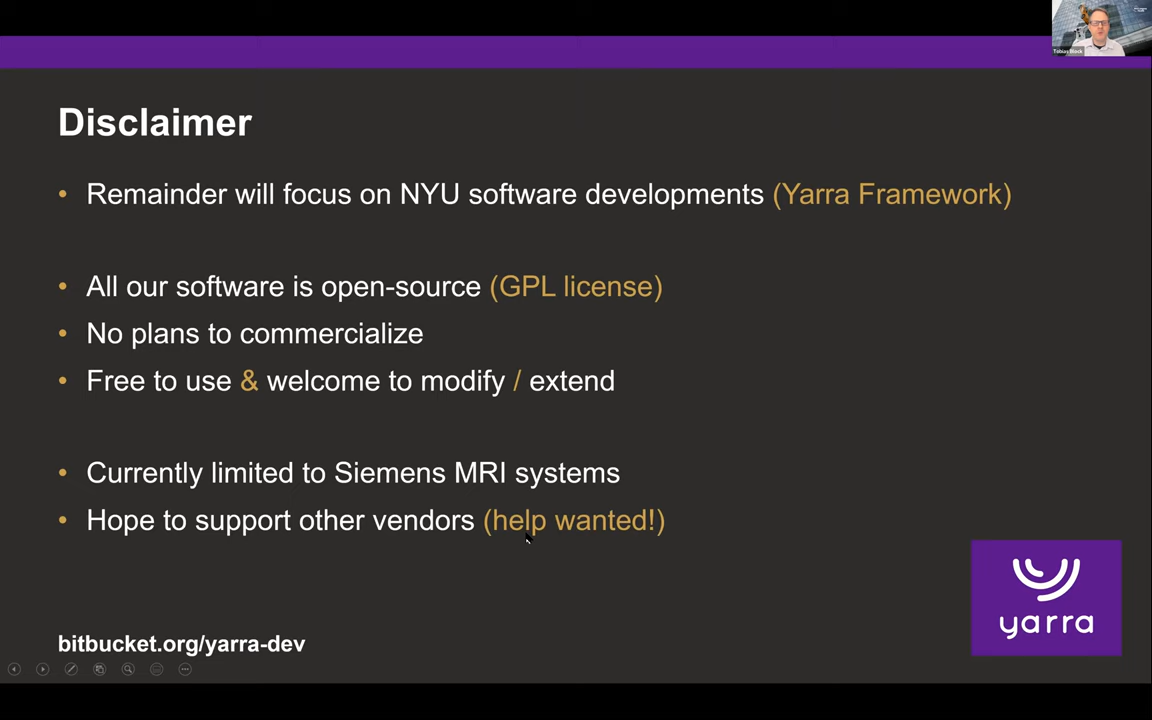 Tobias Block
Disclaimer
• Remainder will focus on NYU software developments (Yarra Framework)
• All our software is open-source (GPL license)
• No plans to commercialize
• Free to use & welcome to modify / extend
• Currently limited to Siemens MRI systems
• Hope to support other vendors (help wanted!)
yarra
bitbucket.org/yarra-dev